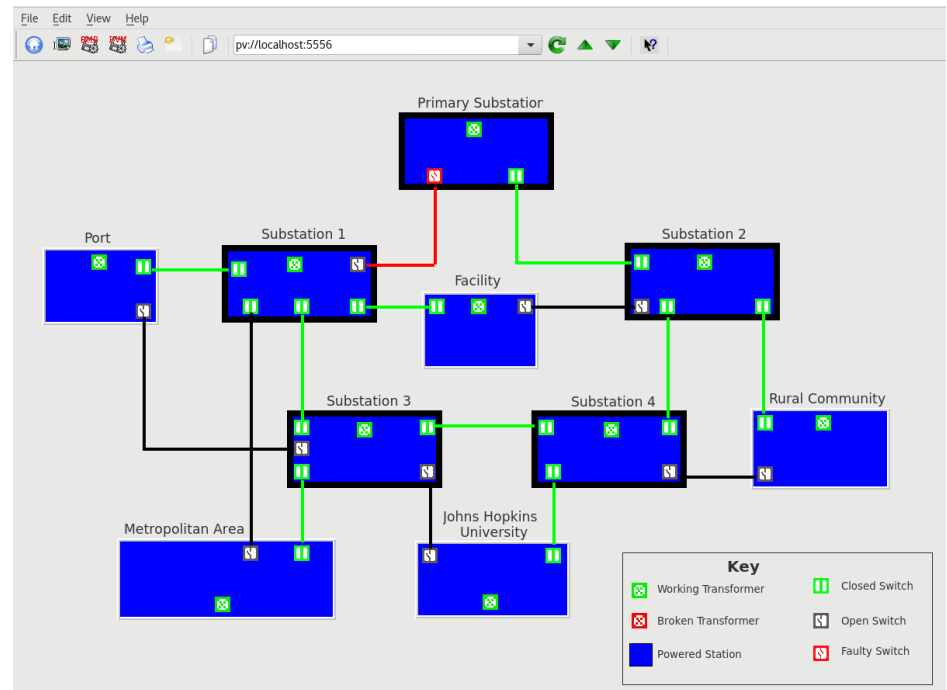 File Edit View Help
pv://localhost:5556
Primary Substatior
Port
Substation 1
Substation 2
Facility
Substation 3
Substation 4
Rural Community
Metropolitan Area
Johns Hopkins
University
Key
Working Transformer
Closed Switch
Broken Transformer
Open Switch
Powered Station
Faulty Switch